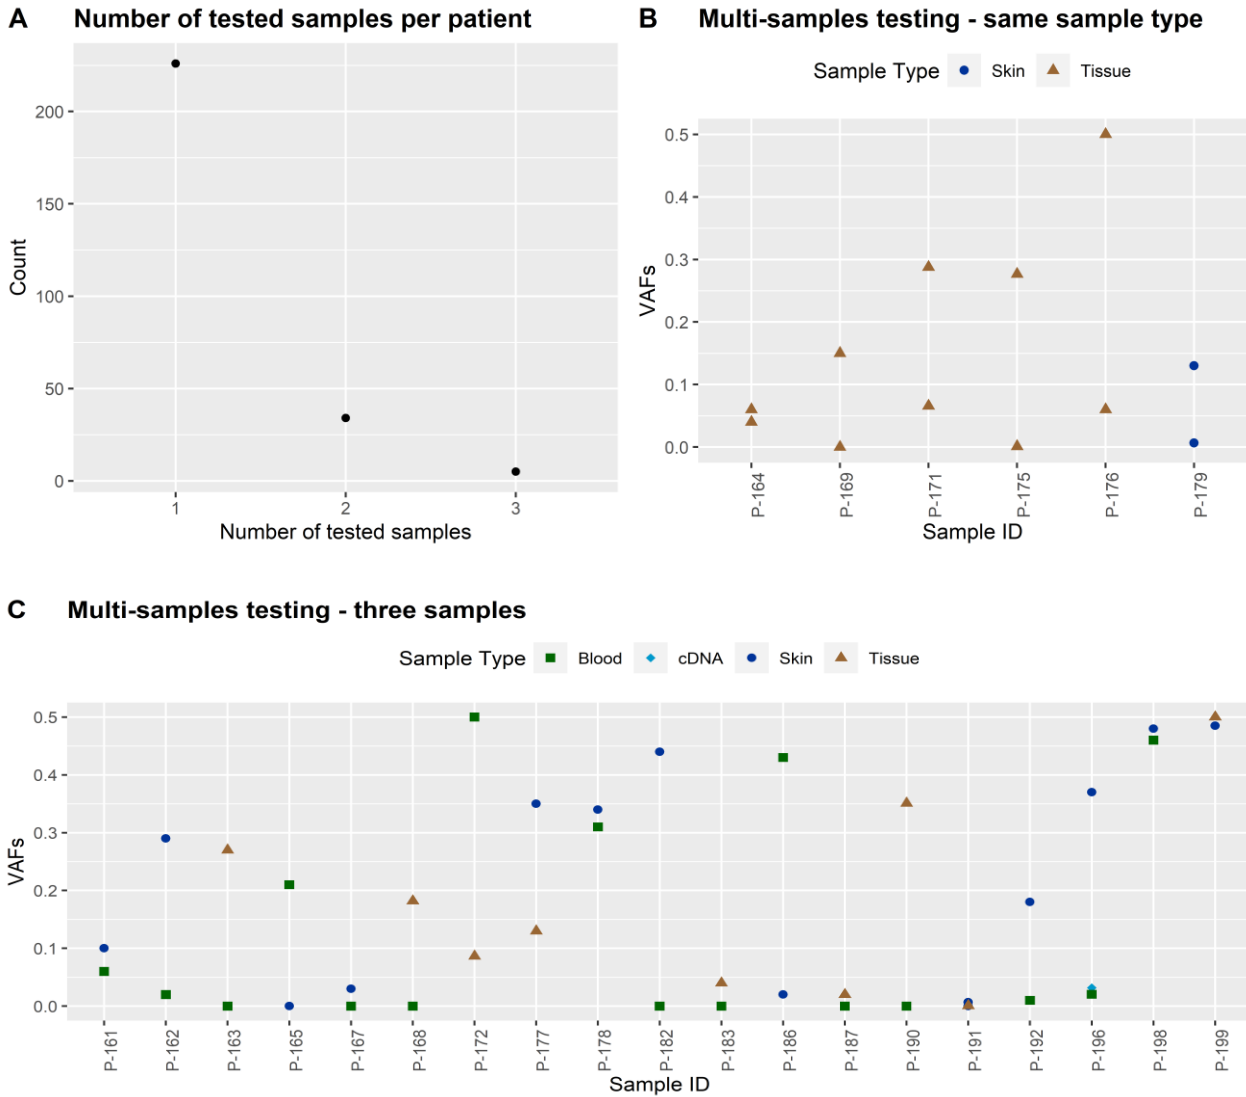 A Number of tested samples per patient
200
150
100
50
0
Count
1 2 3
Number of tested samples
B Multi-samples testing - same sample type
Sample Type Skin Tissue
0.5
0.4
0.3
0.2
0.1
0.0
VAFs
P-164 P-169 P-171 P-175 P-176 P-179
Sample ID
C Multi-samples testing - three samples
Sample Type Blood cDNA Skin Tissue
0.5
0.4
0.3
0.2
0.1
0.0
VAFs
P-161 P-162 P-163 P-165 P-167 P-168 P-172 P-177 P-178 P-182 P-183 P-186 P-187 P-190 P-191 P-192 P-196 P-198 P-199
Sample ID